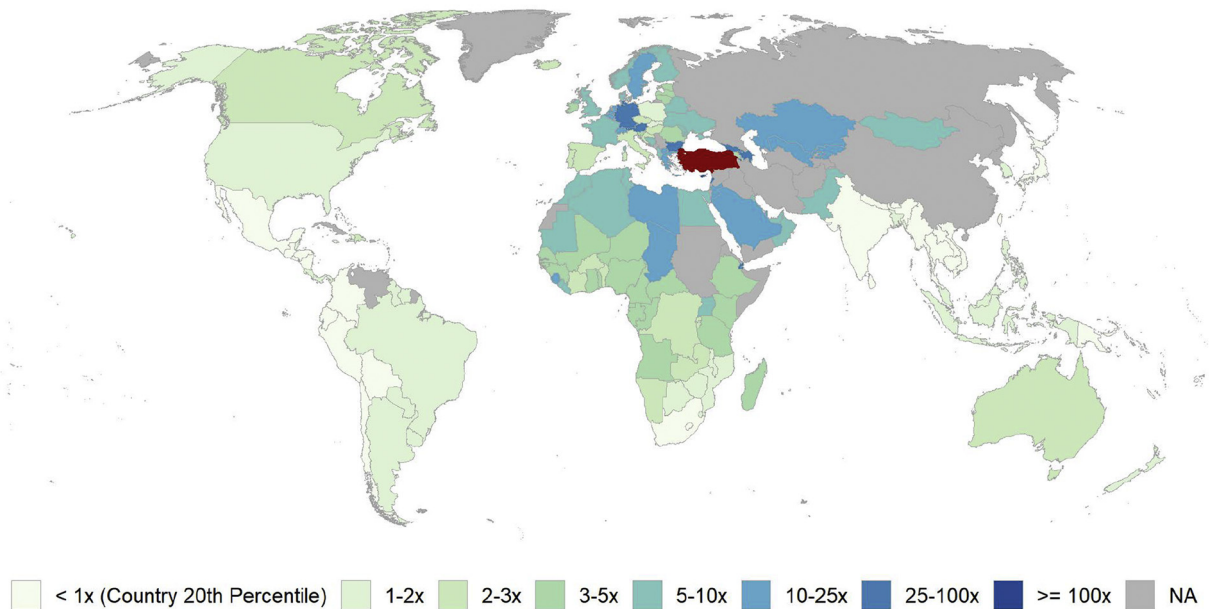 < 1x (Country 20th Percentile) 1-2x 2-3x 3-5x 5-10x 10-25x 25-100x >= 100x NA